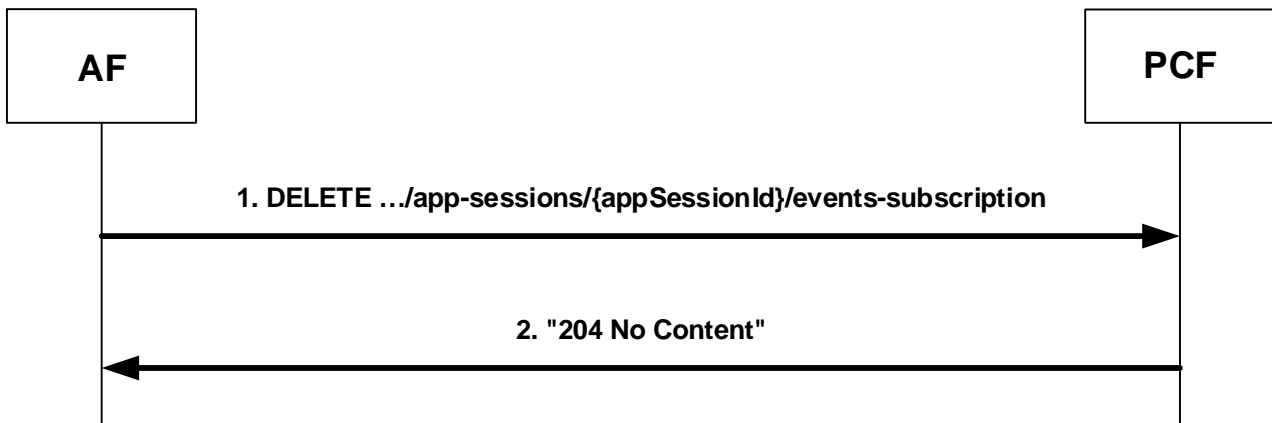 AF
PCF
1. DELETE …/app-sessions/{appSessionId}/events-subscription
2. "204 No Content"